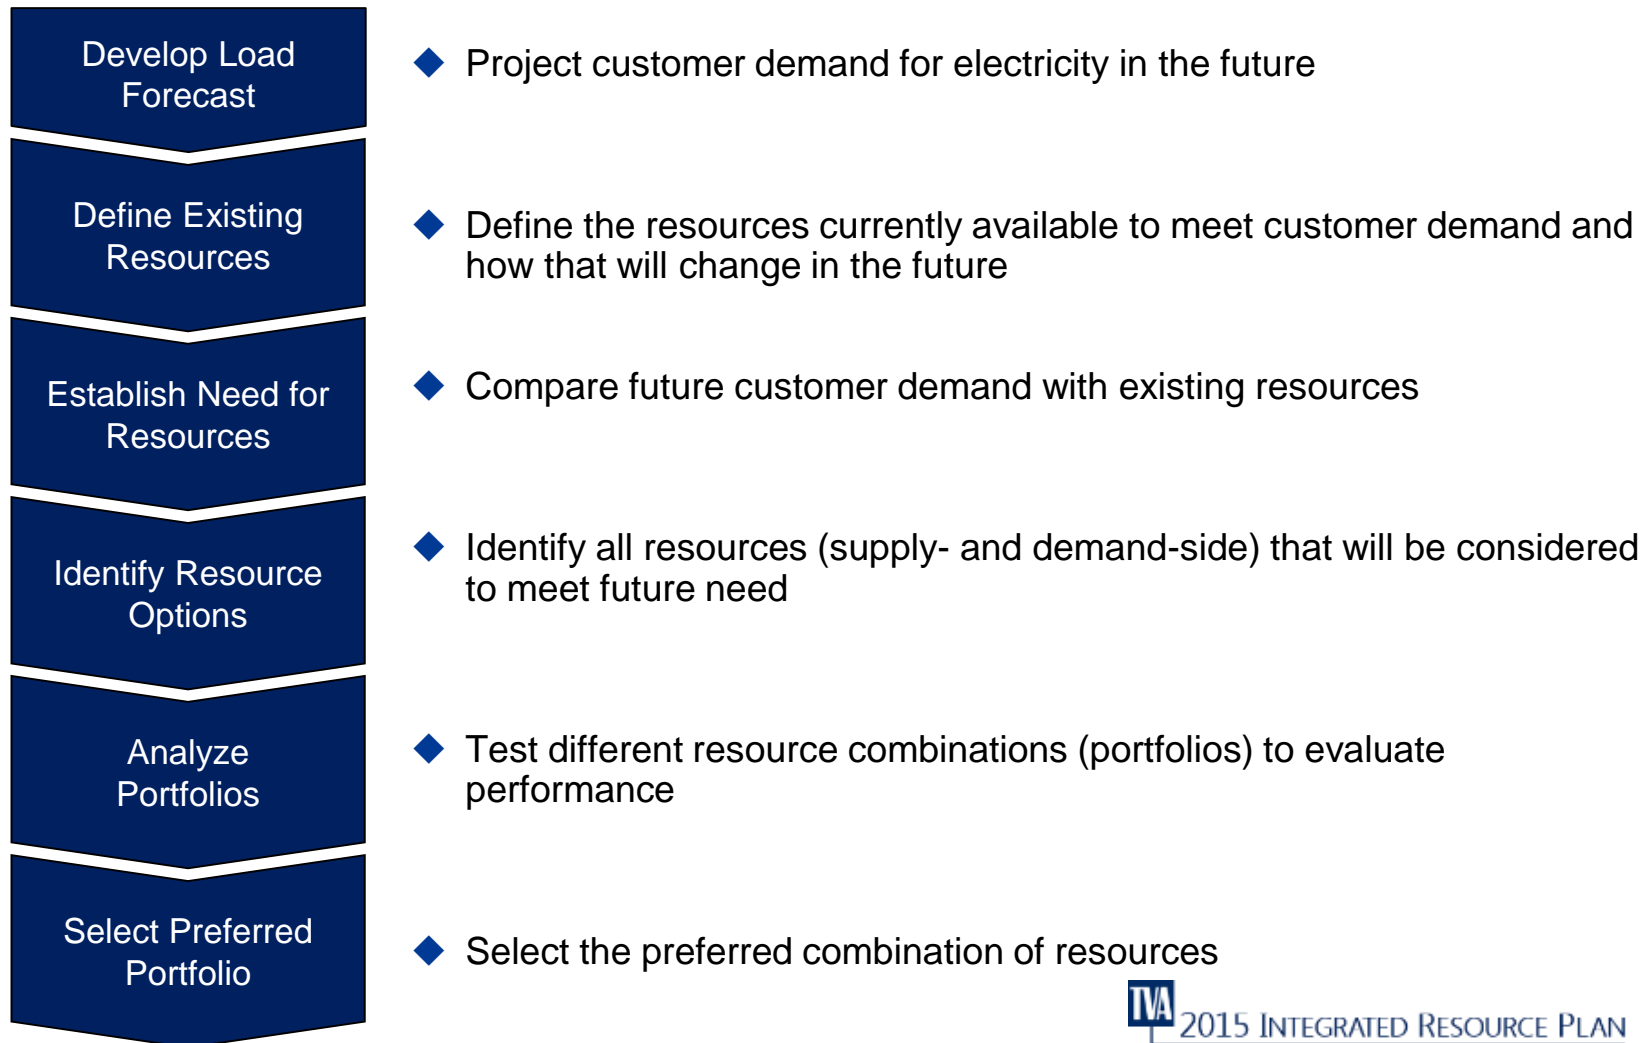 Develop Load
Forecast
Project customer demand for electricity in the future
Define Existing
Resources
Define the resources currently available to meet customer demand and
how that will change in the future
Establish Need for
Resources
Compare future customer demand with existing resources
Identify Resource
Options
Identify all resources (supply- and demand-side) that will be considered
to meet future need
Analyze
Portfolios
Test different resource combinations (portfolios) to evaluate
performance
Select Preferred
Portfolio
Select the preferred combination of resources
TVA
2015 INTEGRATED RESOURCE PLAN